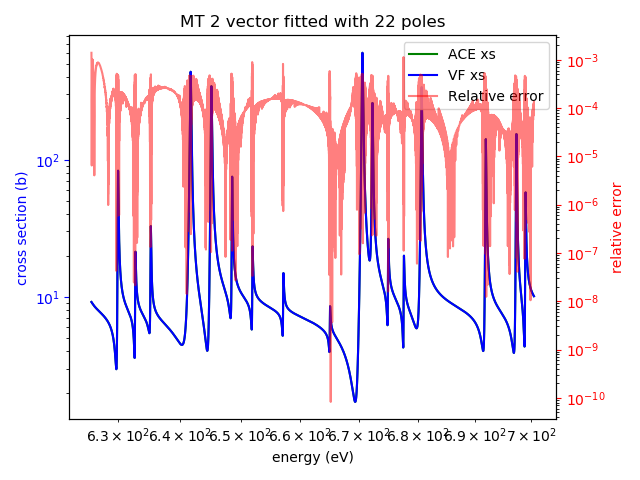 MT 2 vector fitted with 22 poles
ACE xs
VF xs
Relative error
cross section (b)
10²
10¹
relative error
10⁻³
10⁻⁴
10⁻⁵
10⁻⁶
10⁻⁷
10⁻⁸
10⁻⁹
10⁻¹⁰
6.3 × 10² 6.4 × 10² 6.5 × 10² 6.6 × 10² 6.7 × 10² 6.8 × 10² 6.9 × 10² 7 × 10²
energy (eV)